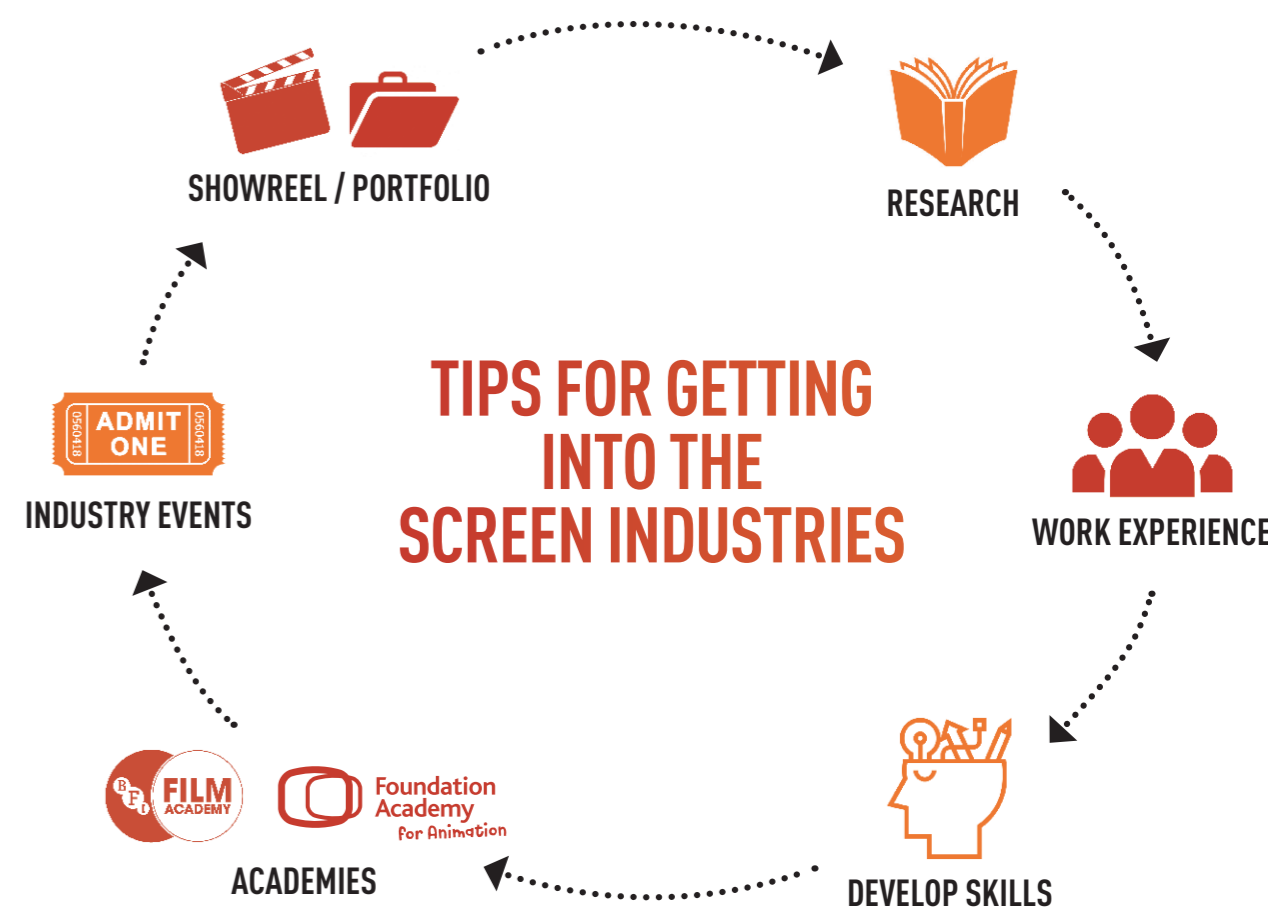 SHOWREEL / PORTFOLIO
RESEARCH
TIPS FOR GETTING
INTO THE
SCREEN INDUSTRIES
0560418
ADMIT
ONE
0560418
INDUSTRY EVENTS
WORK EXPERIENCE
BFI
FILM
ACADEMY
Foundation
Academy
for Animation
ACADEMIES
DEVELOP SKILLS